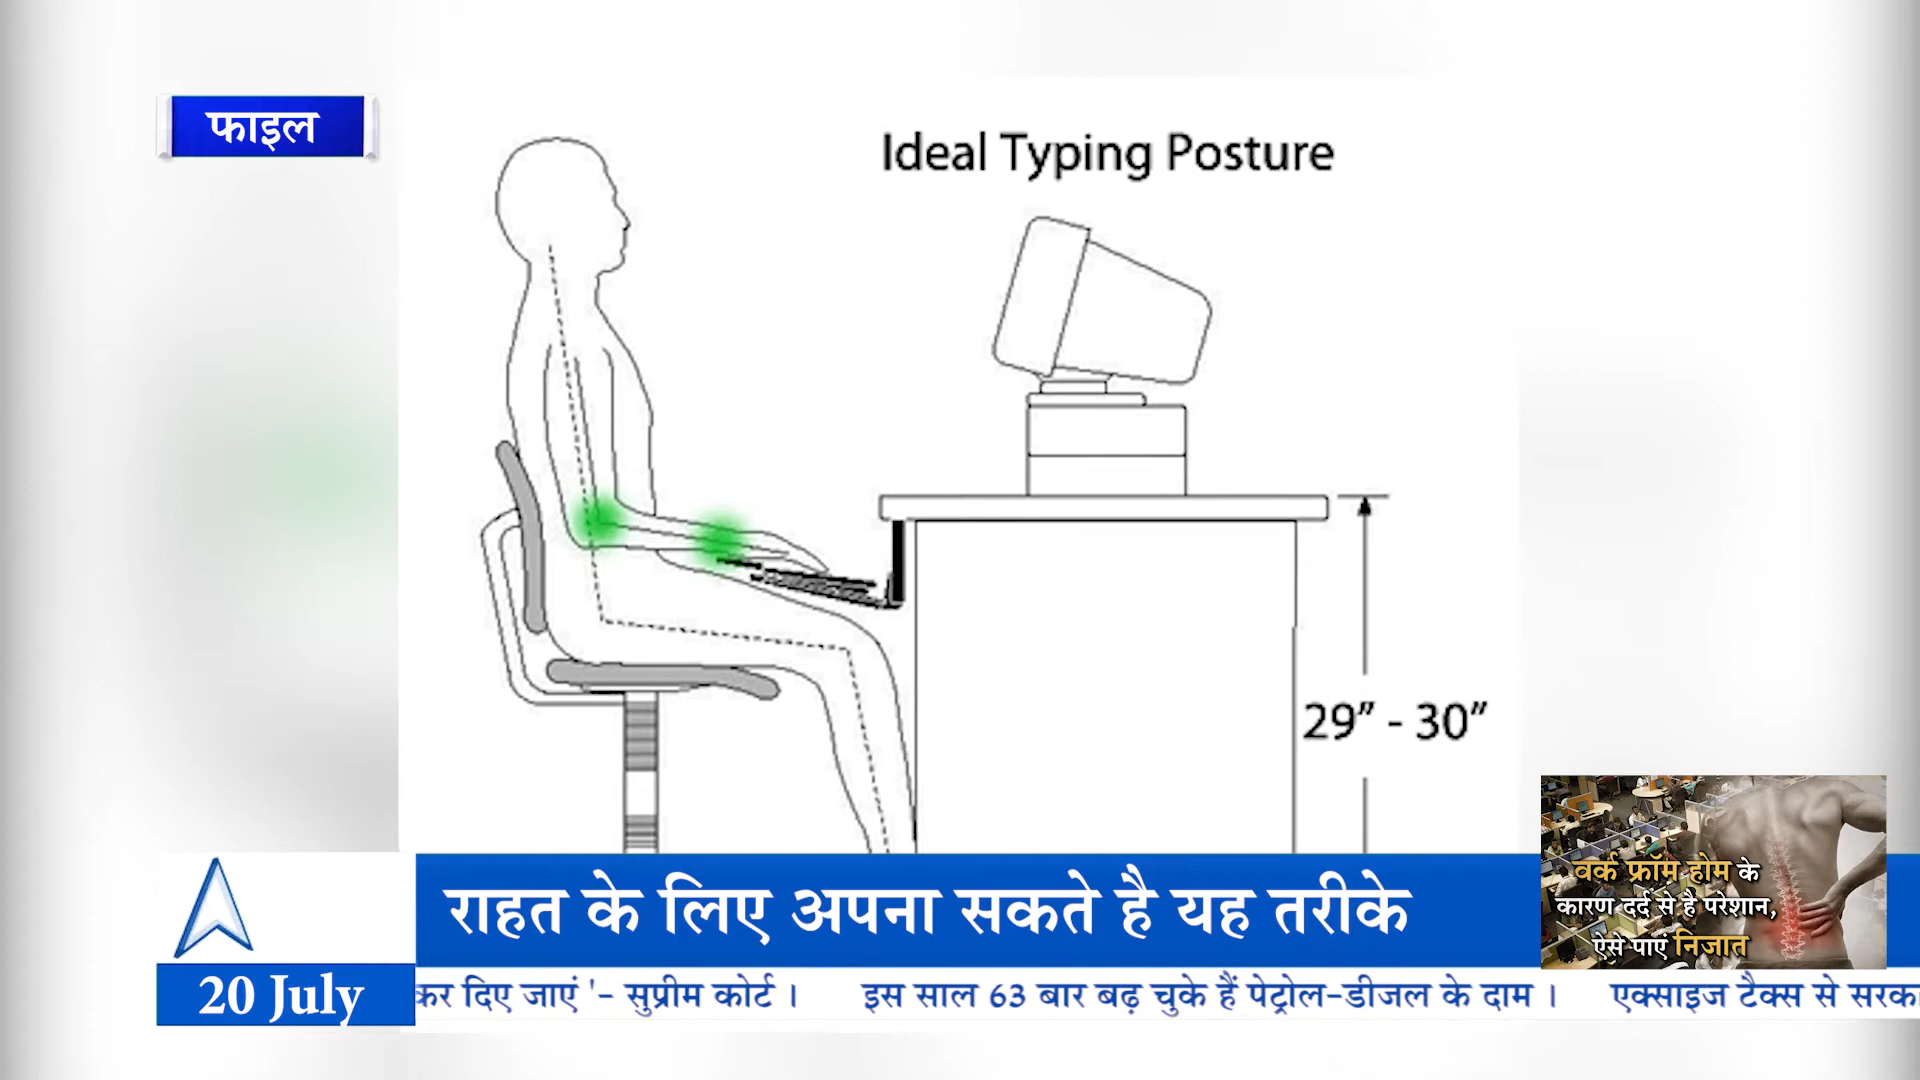 फाइल
Ideal Typing Posture
29” - 30”
वर्क फ्रॉम होम के
कारण दर्द से है परेशान,
ऐसे पाएं निजात
राहत के लिए अपना सकते है यह तरीके
20 July
कर दिए जाएं '- सुप्रीम कोर्ट । इस साल 63 बार बढ़ चुके हैं पेट्रोल-डीजल के दाम । एक्साइज टैक्स से सरका